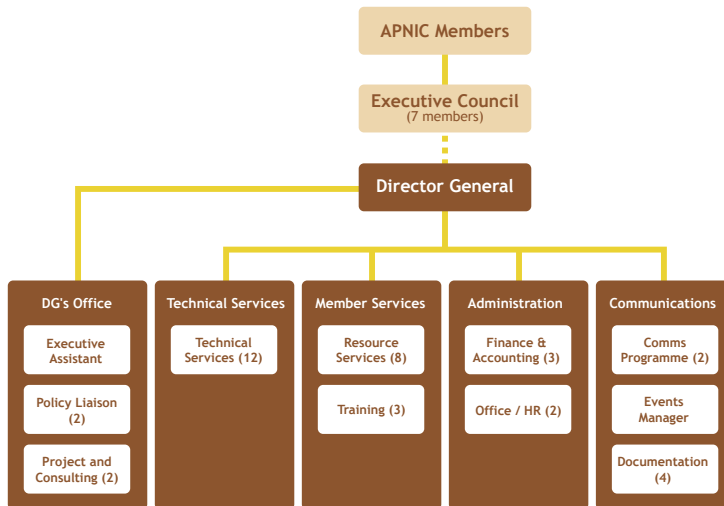 APNIC Members
Executive Council
(7 members)
Director General
DG's Office
Executive
Assistant
Policy Liaison
(2)
Project and
Consulting (2)
Technical Services
Technical
Services (12)
Member Services
Resource
Services (8)
Training (3)
Administration
Finance &
Accounting (3)
Office / HR (2)
Communications
Comms
Programme (2)
Events
Manager
Documentation
(4)